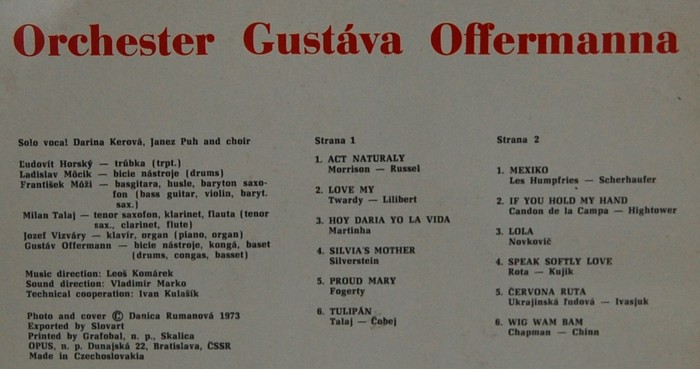 Orchester Gustáva Offermanna
Solo vocal Darina Kerová, Janez Puh and choir
Ľudovít Horský — trúbka (trpt.)
Ladislav Môcik — bicie nástroje (drums)
František Múži — basgitara, husle, baryton saxo-
fon (bass guitar, violin, baryt.
sax.)
Milan Talaj — tenor saxofon, klarinet, flauta (tenor
sax., clarinet, flute)
Jozef Vizváry — klavír, organ (piano, organ)
Gustáv Offermann — bicie nástroje, kongá, baset
(drums, congas, basset)
Music direction: Leoš Komárek
Sound direction: Vladimír Marko
Technical cooperation: Ivan Kulašík
Photo and cover © Danica Rumanová 1973
Exported by Slovart
Printed by Grafobal, n. p., Skalica
OPUS, n. p. Dunajská 22, Bratislava, ČSSR
Made in Czechoslovakia
Strana 1
1. ACT NATURALY
Morrison — Russel
2. LOVE MY
Twardy — Lilibert
3. HOY DARIA YO LA VIDA
Martinha
4. SILVIA'S MOTHER
Silverstein
5. PROUD MARY
Fogerty
6. TULIPÁN
Talaj — Čobej
Strana 2
1. MEXIKO
Les Humpfries — Scherhaufer
2. IF YOU HOLD MY HAND
Candon de la Campa — Hightower
3. LOLA
Novkovič
4. SPEAK SOFTLY LOVE
Rota — Kujik
5. ČERVONA RUTA
Ukrajinská ľudová — Ivasjuk
6. WIG WAM BAM
Chapman — Chinn